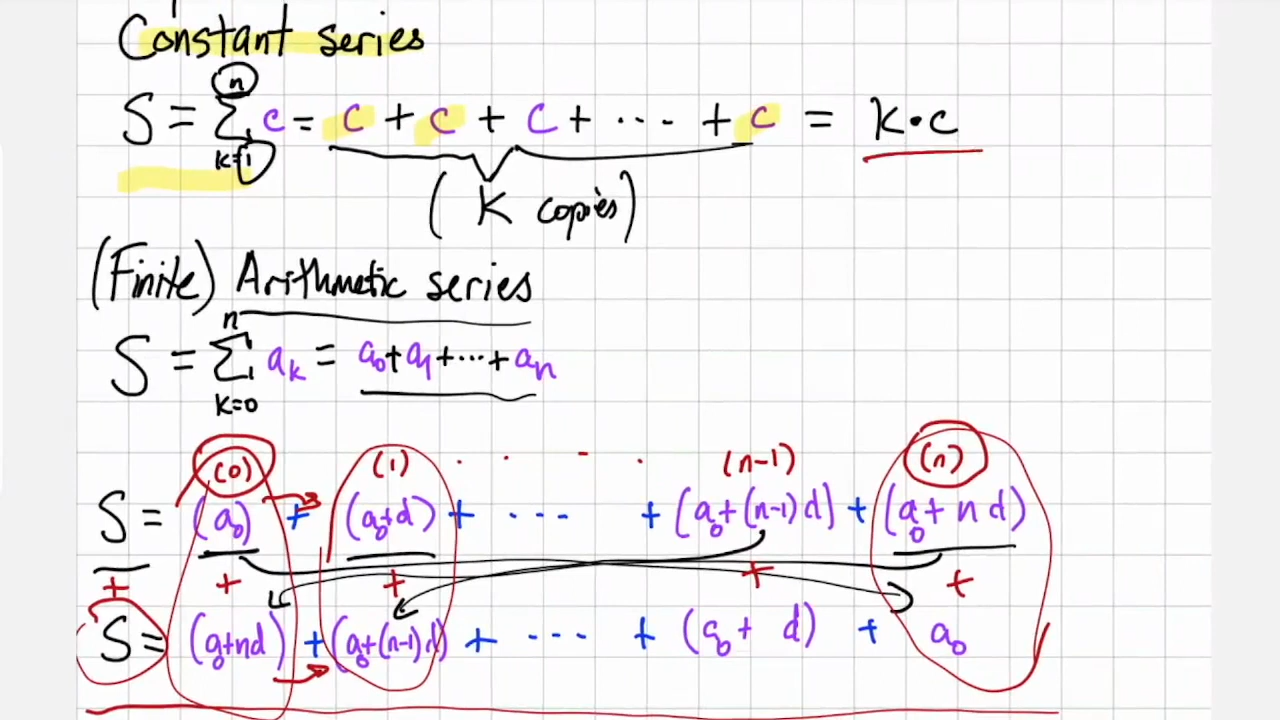 Constant series
S = ∑_{k=1}^{n} c = c + c + c + ··· + c = k·c
(K copies)
(Finite) Arithmetic series
S = ∑_{k=0}^{n} a_k = a_0 + a_1 + ··· + a_n
(0) (1) · · · · (n-1) (n)
S = (a_0) + (a_0+d) + ··· + (a_0+(n-1)d) + (a_0+nd)
+ + + + +
S = (a_0+nd) + (a_0+(n-1)d) + ··· + (a_0+d) + a_0